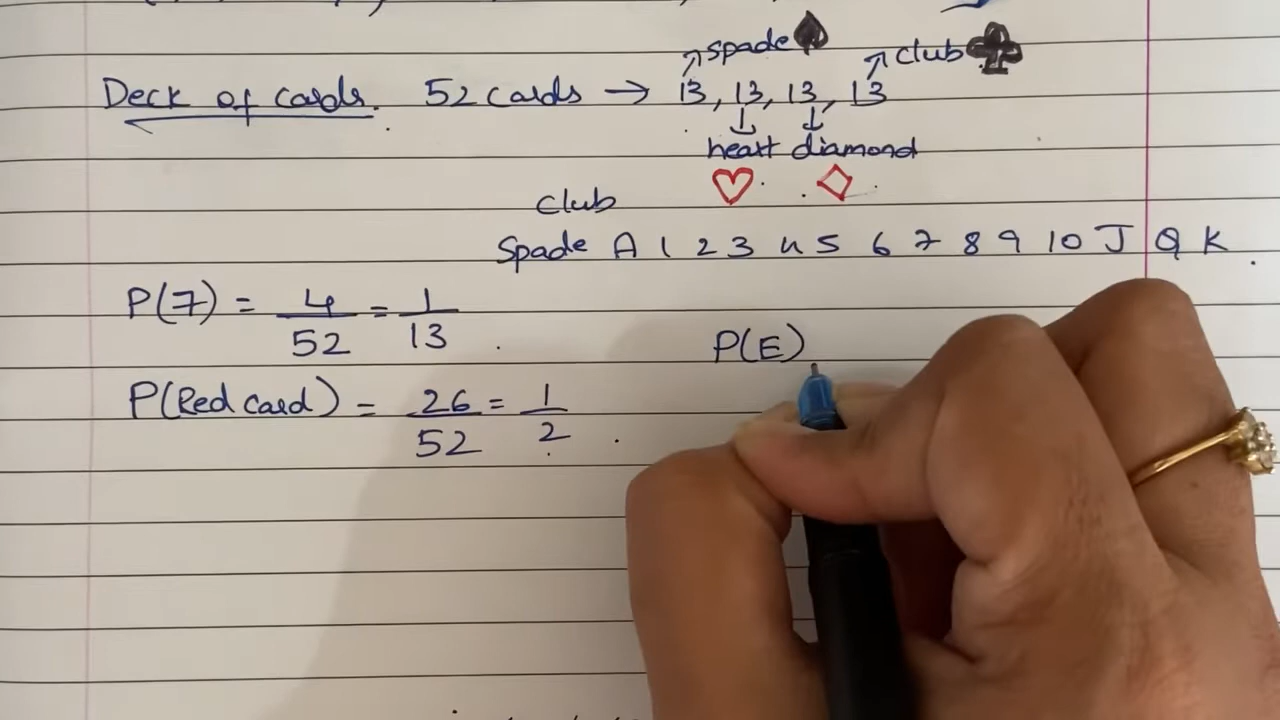 spade club
Deck of cards. 52 cards → 13, 13, 13, 13
heart diamond
club
Spade A 1 2 3 4 5 6 7 8 9 10 J Q K
P(7) = 4/52 = 1/13
P(E)
P(Red card) = 26/52 = 1/2